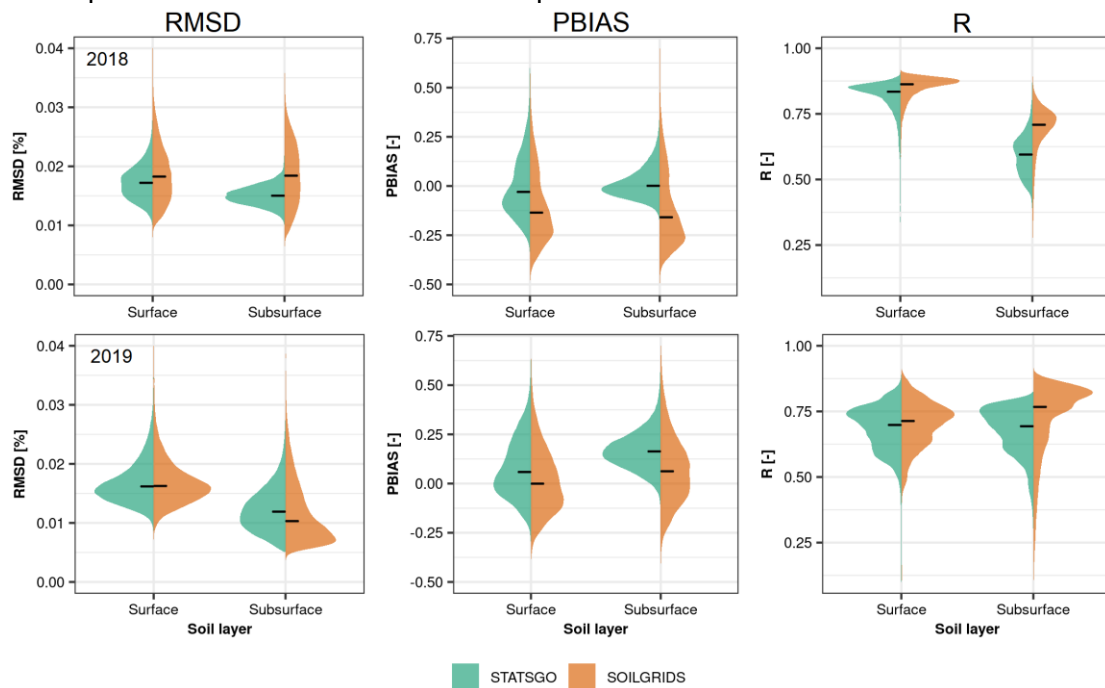 RMSD PBIAS R
2018
RMSD [%]
0.04
0.03
0.02
0.01
0.00
Surface Subsurface
PBIAS [-]
0.75
0.50
0.25
0.00
-0.25
-0.50
Surface Subsurface
R [-]
1.00
0.75
0.50
0.25
Surface Subsurface
2019
RMSD [%]
0.04
0.03
0.02
0.01
0.00
Surface Subsurface
Soil layer
PBIAS [-]
0.75
0.50
0.25
0.00
-0.25
-0.50
Surface Subsurface
Soil layer
R [-]
1.00
0.75
0.50
0.25
Surface Subsurface
Soil layer
STATSGO SOILGRIDS